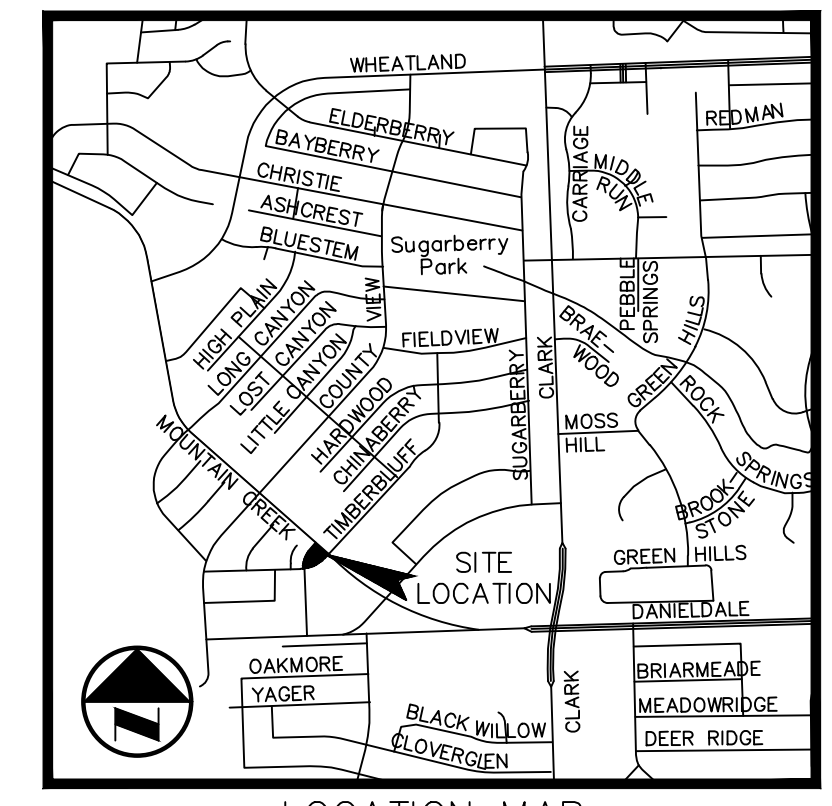 WHEATLAND
ELDERBERRY
REDMAN
BAYBERRY
CARRIAGE
MIDDLE
RUN
CHRISTIE
ASHCREST
BLUESTEM
Sugarberry
Park
PEBBLE
SPRINGS
VIEW
HIGH PLAIN
LONG CANYON
LOST CANYON
LITTLE CANYON
COUNTY
FIELDVIEW
BRAE-
WOOD
GREEN HILLS
CLARK
SUGARBERRY
HARDWOOD
CHINABERRY
TIMBERBLUFF
ROCK SPRINGS
MOSS
HILL
MOUNTAIN CREEK
BROOK-
STONE
GREEN HILLS
SITE
LOCATION
DANIELDALE
OAKMORE
YAGER
BRIARMEADE
MEADOWRIDGE
DEER RIDGE
BLACK WILLOW
CLOVERGLEN
CLARK
N
LOCATION MAP